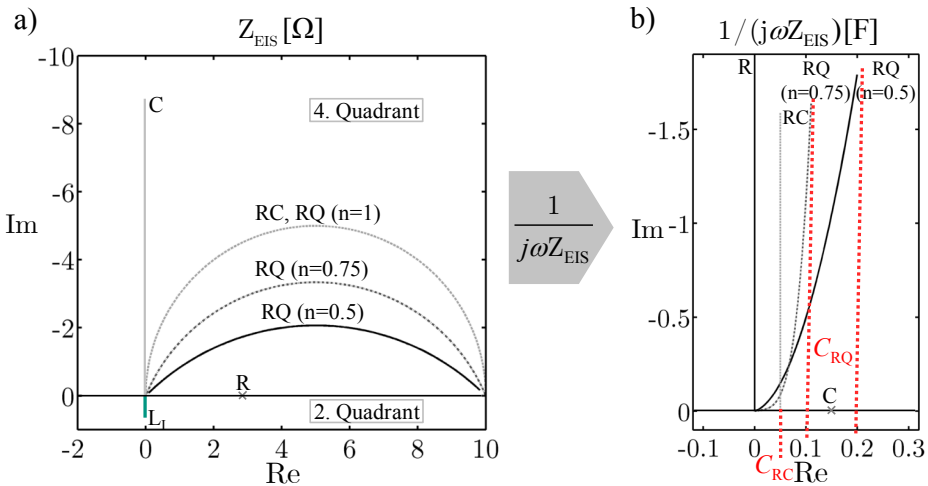 a)
Z_EIS [Ω]
-10
-8
-6
-4
-2
0
2
Im
C
4. Quadrant
RC, RQ (n=1)
RQ (n=0.75)
RQ (n=0.5)
R
2. Quadrant
L_I
-2
0
2
4
6
8
10
Re
1
jωZ_EIS
b)
1/(jωZ_EIS)[F]
R
RQ
(n=0.75)
RQ
(n=0.5)
RC
-1.5
-1
-0.5
0
Im
C_RQ
C
C_RC
-0.1
0
0.1
0.2
0.3
Re